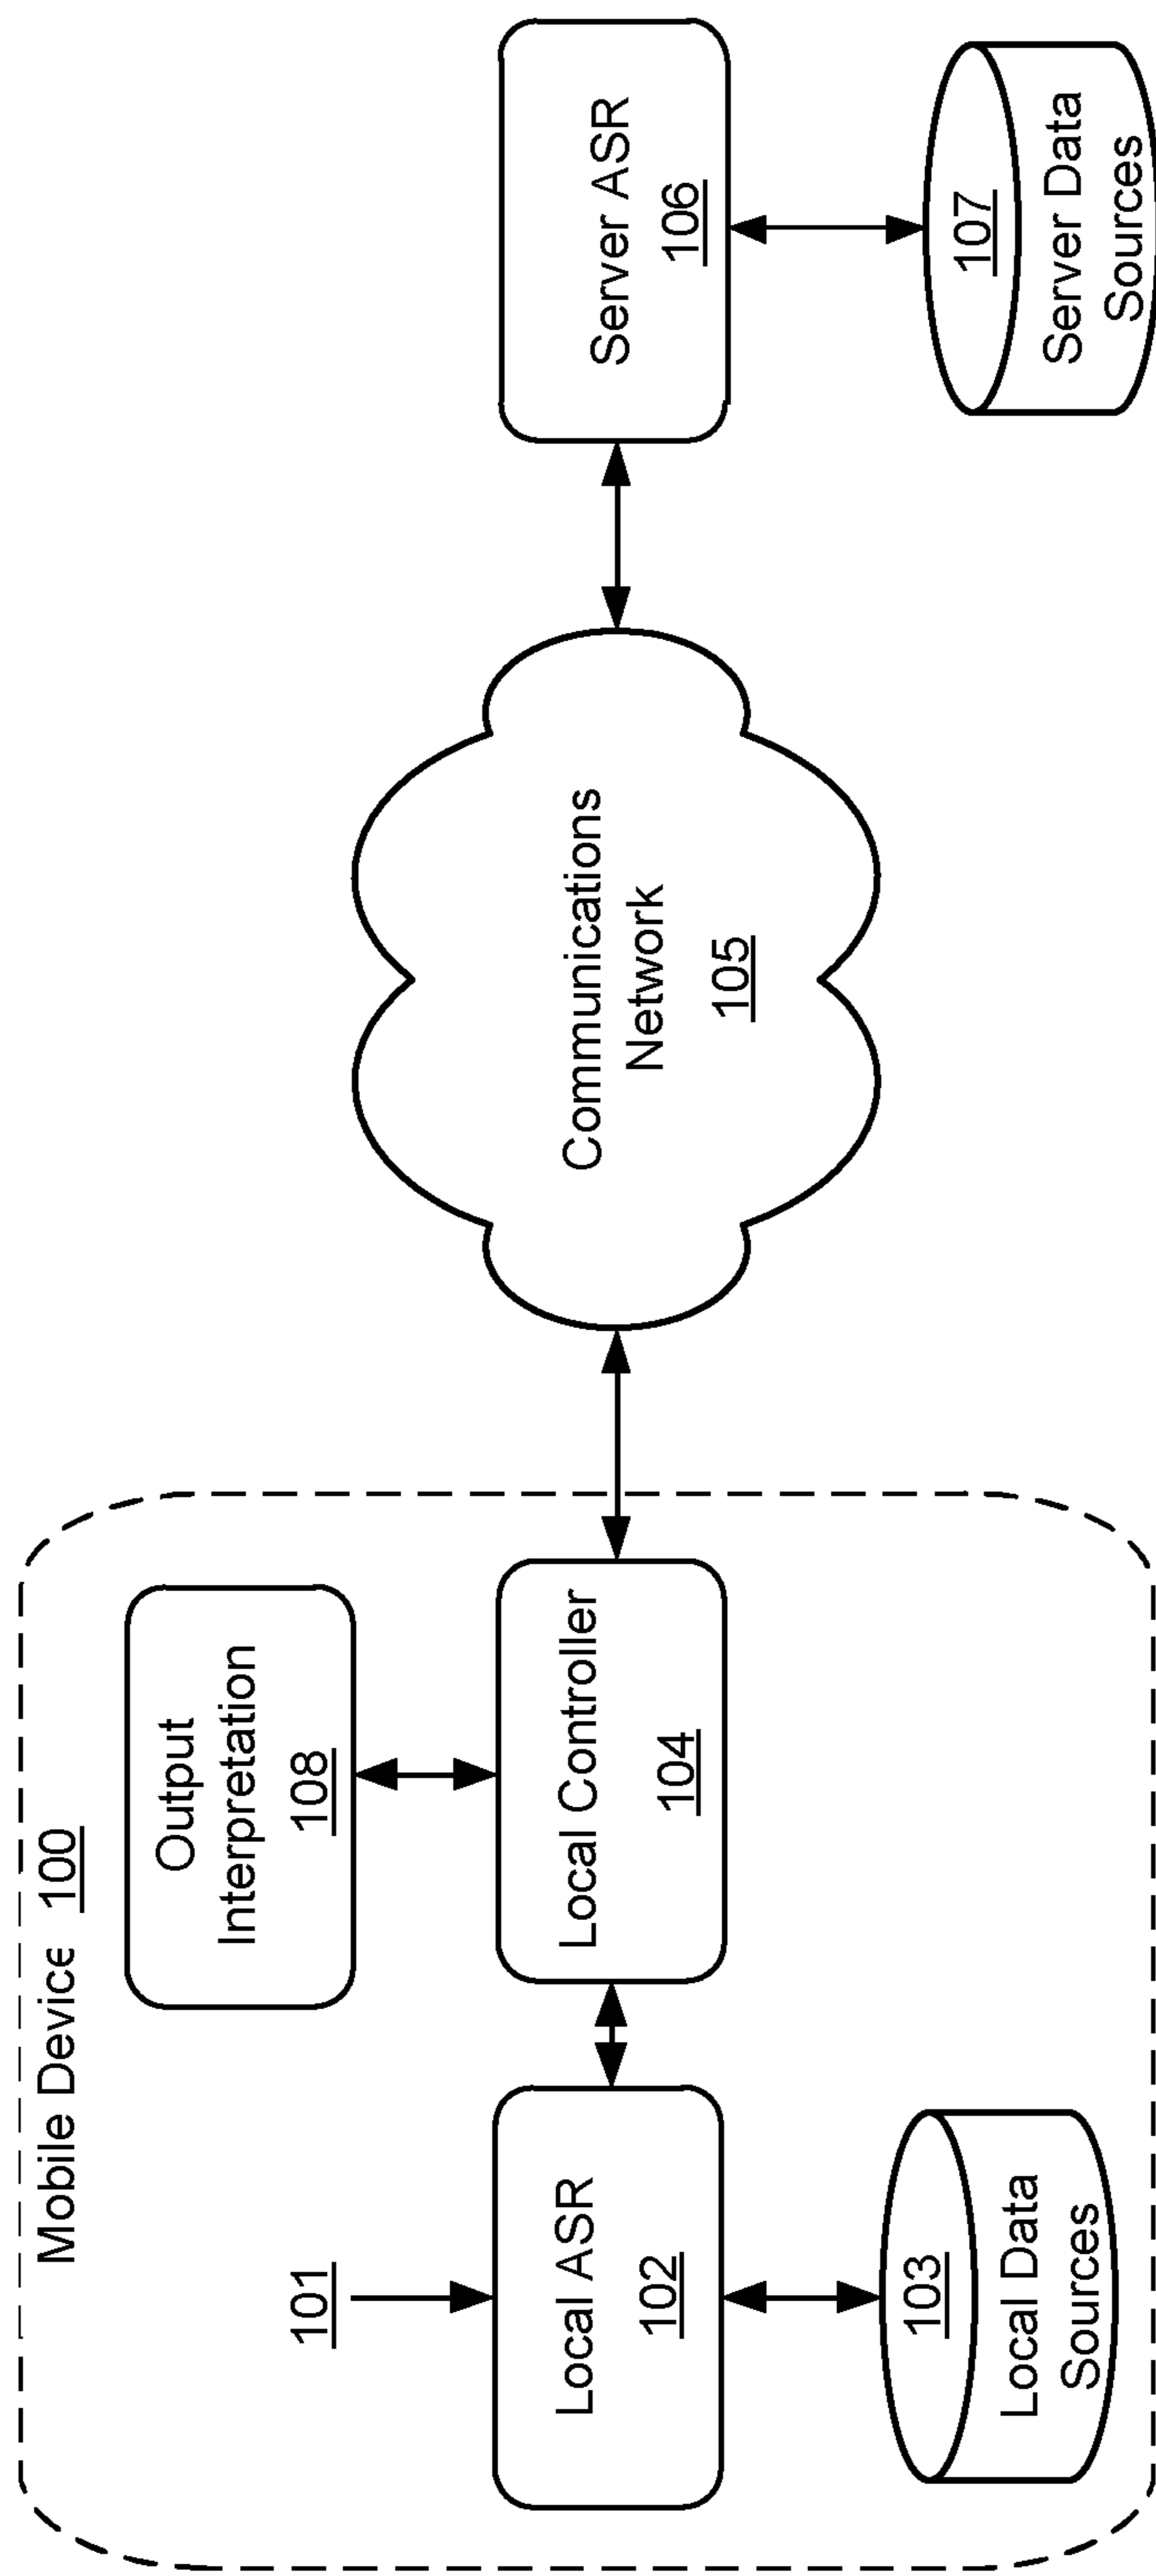 Mobile Device 100
Output
Interpretation
108
101
Local ASR
102
Local Controller
104
103
Local Data
Sources
Communications
Network
105
Server ASR
106
107
Server Data
Sources